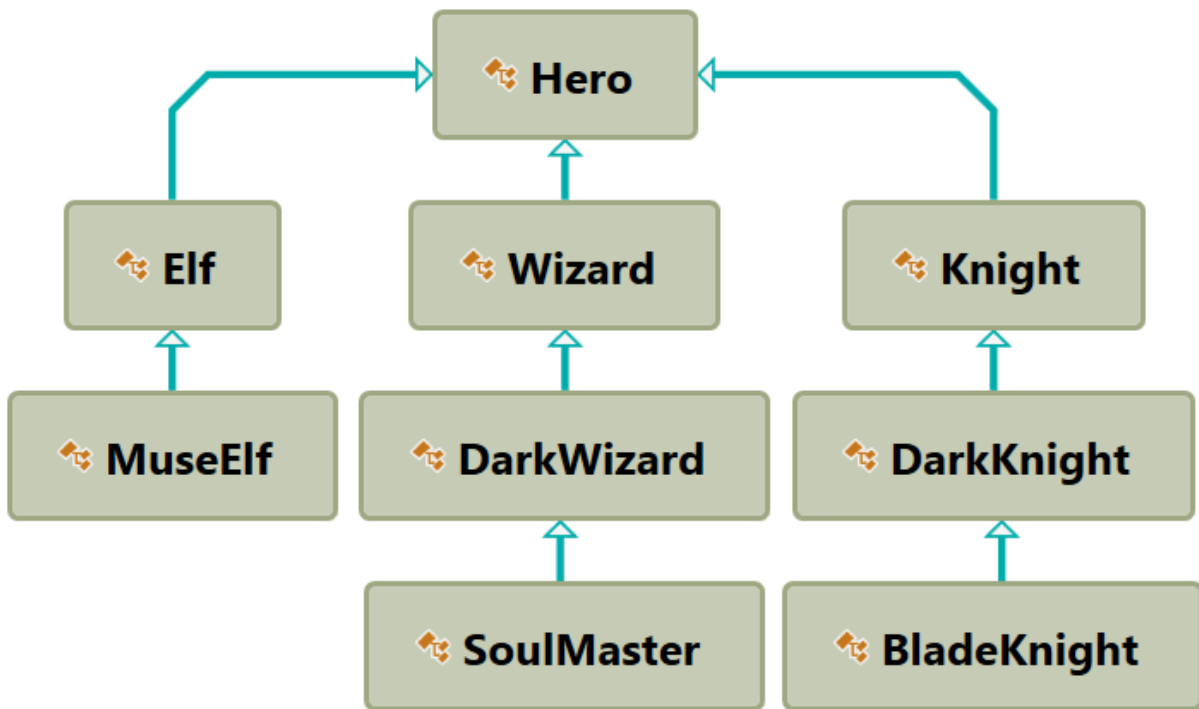 Hero
Elf
Wizard
Knight
MuseElf
DarkWizard
DarkKnight
SoulMaster
BladeKnight